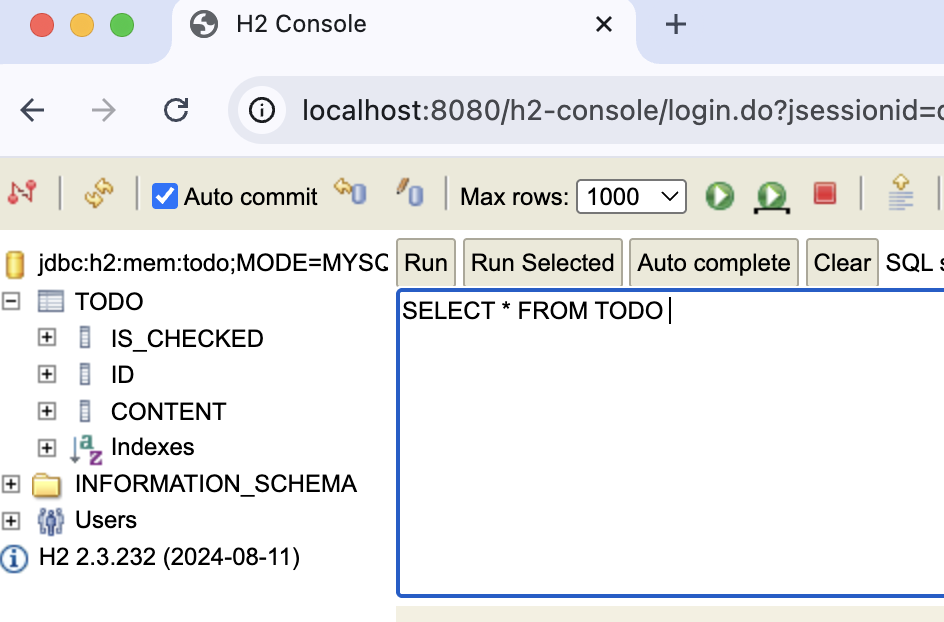 H2 Console
localhost:8080/h2-console/login.do?jsessionid=
Auto commit
Max rows: 1000
jdbc:h2:mem:todo;MODE=MYSQ
Run
Run Selected
Auto complete
Clear
SQL s
TODO
IS_CHECKED
ID
CONTENT
Indexes
INFORMATION_SCHEMA
Users
H2 2.3.232 (2024-08-11)
SELECT * FROM TODO